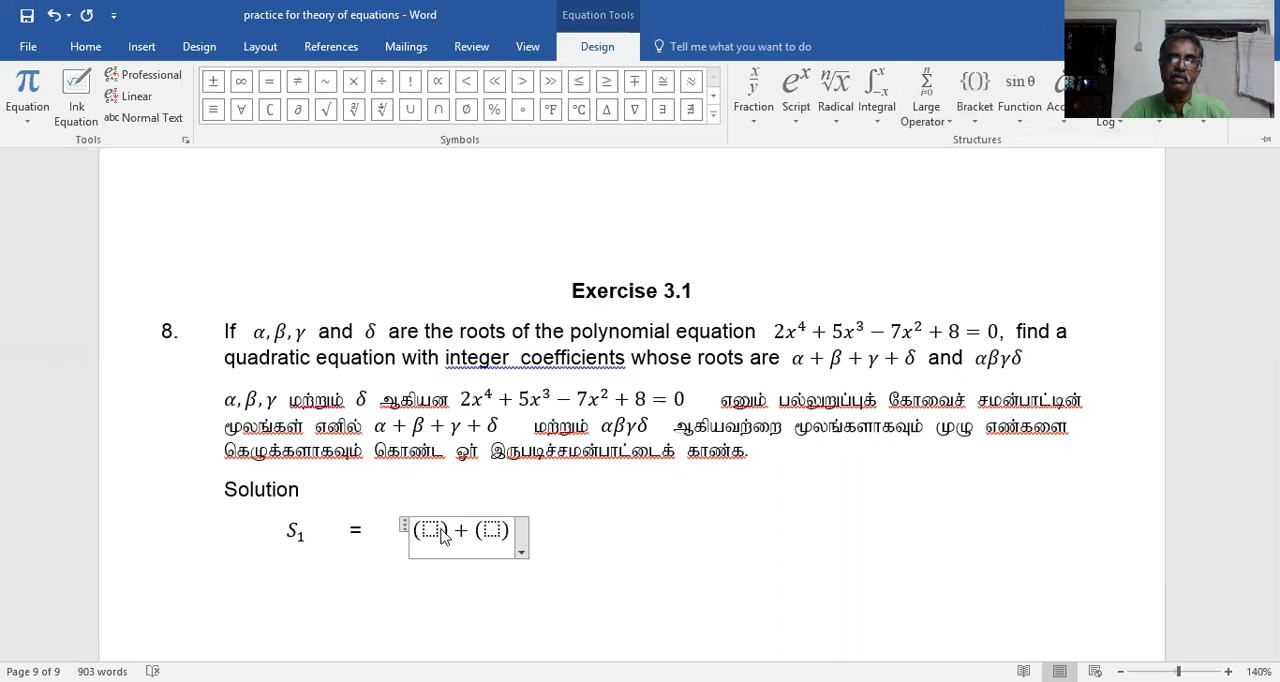 practice for theory of equations - Word
Equation Tools
File Home Insert Design Layout References Mailings Review View Design Tell me what you want to do
Equation
Ink Equation
Professional
Linear
abc Normal Text
Tools
± ∞ = ≠ ~ × ÷ ! ∝ < ≪ > ≫ ≤ ≥ ∓ ≅ ≈
≡ ∀ ∁ ∂ √ ∛ ∜ ∪ ∩ ∅ % ° °F °C ∆ ∇ ∃ ∄
Symbols
Fraction Script Radical Integral Large Operator Bracket Function
Structures
Exercise 3.1
8. If α, β, γ and δ are the roots of the polynomial equation 2x⁴ + 5x³ − 7x² + 8 = 0, find a
quadratic equation with integer coefficients whose roots are α + β + γ + δ and αβγδ
α, β, γ மற்றும் δ ஆகியன 2x⁴ + 5x³ − 7x² + 8 = 0 எனும் பல்லுறுப்புக் கோவைச் சமன்பாட்டின்
மூலங்கள் எனில் α + β + γ + δ மற்றும் αβγδ ஆகியவற்றை மூலங்களாகவும் முழு எண்களை
கெழுக்களாகவும் கொண்ட ஓர் இருபடிச்சமன்பாட்டைக் காண்க.
Solution
S₁ = ( ) + ( )
Page 9 of 9 903 words 140%